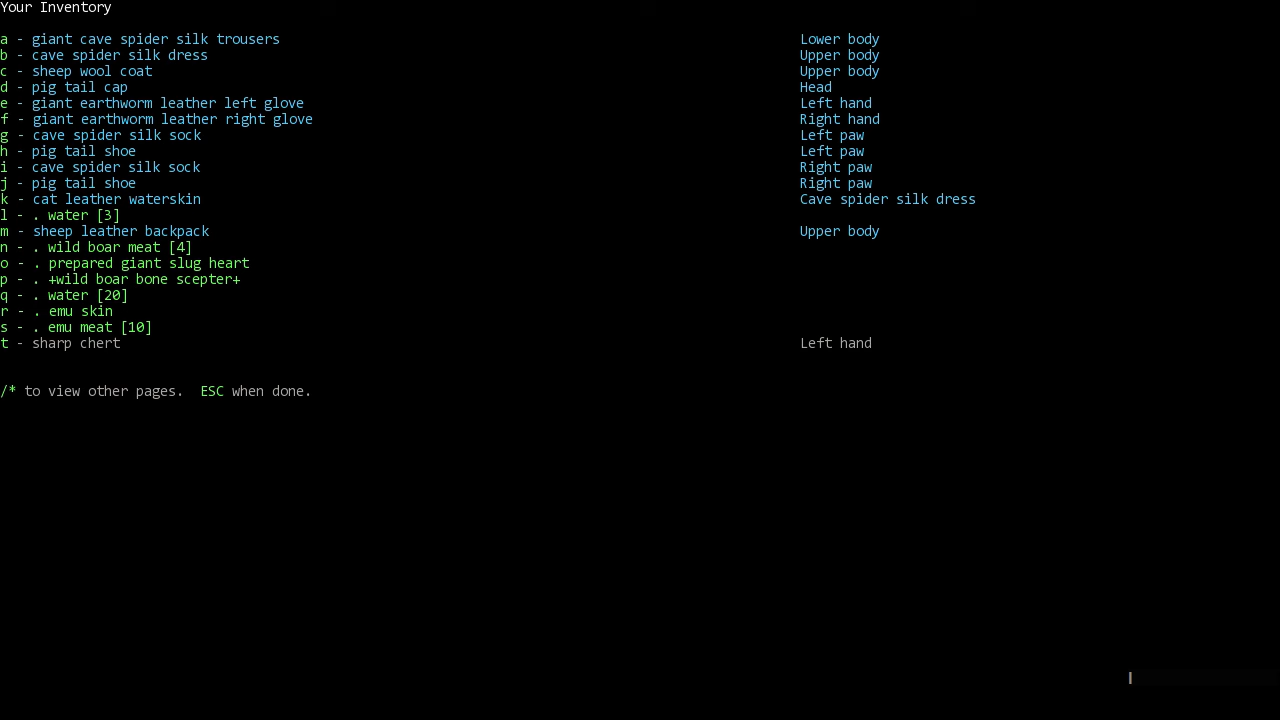 Your Inventory
a - giant cave spider silk trousers Lower body
b - cave spider silk dress Upper body
c - sheep wool coat Upper body
d - pig tail cap Head
e - giant earthworm leather left glove Left hand
f - giant earthworm leather right glove Right hand
g - cave spider silk sock Left paw
h - pig tail shoe Left paw
i - cave spider silk sock Right paw
j - pig tail shoe Right paw
k - cat leather waterskin Cave spider silk dress
l - . water [3]
m - sheep leather backpack Upper body
n - . wild boar meat [4]
o - . prepared giant slug heart
p - . +wild boar bone scepter+
q - . water [20]
r - . emu skin
s - . emu meat [10]
t - sharp chert Left hand
/* to view other pages.  ESC when done.